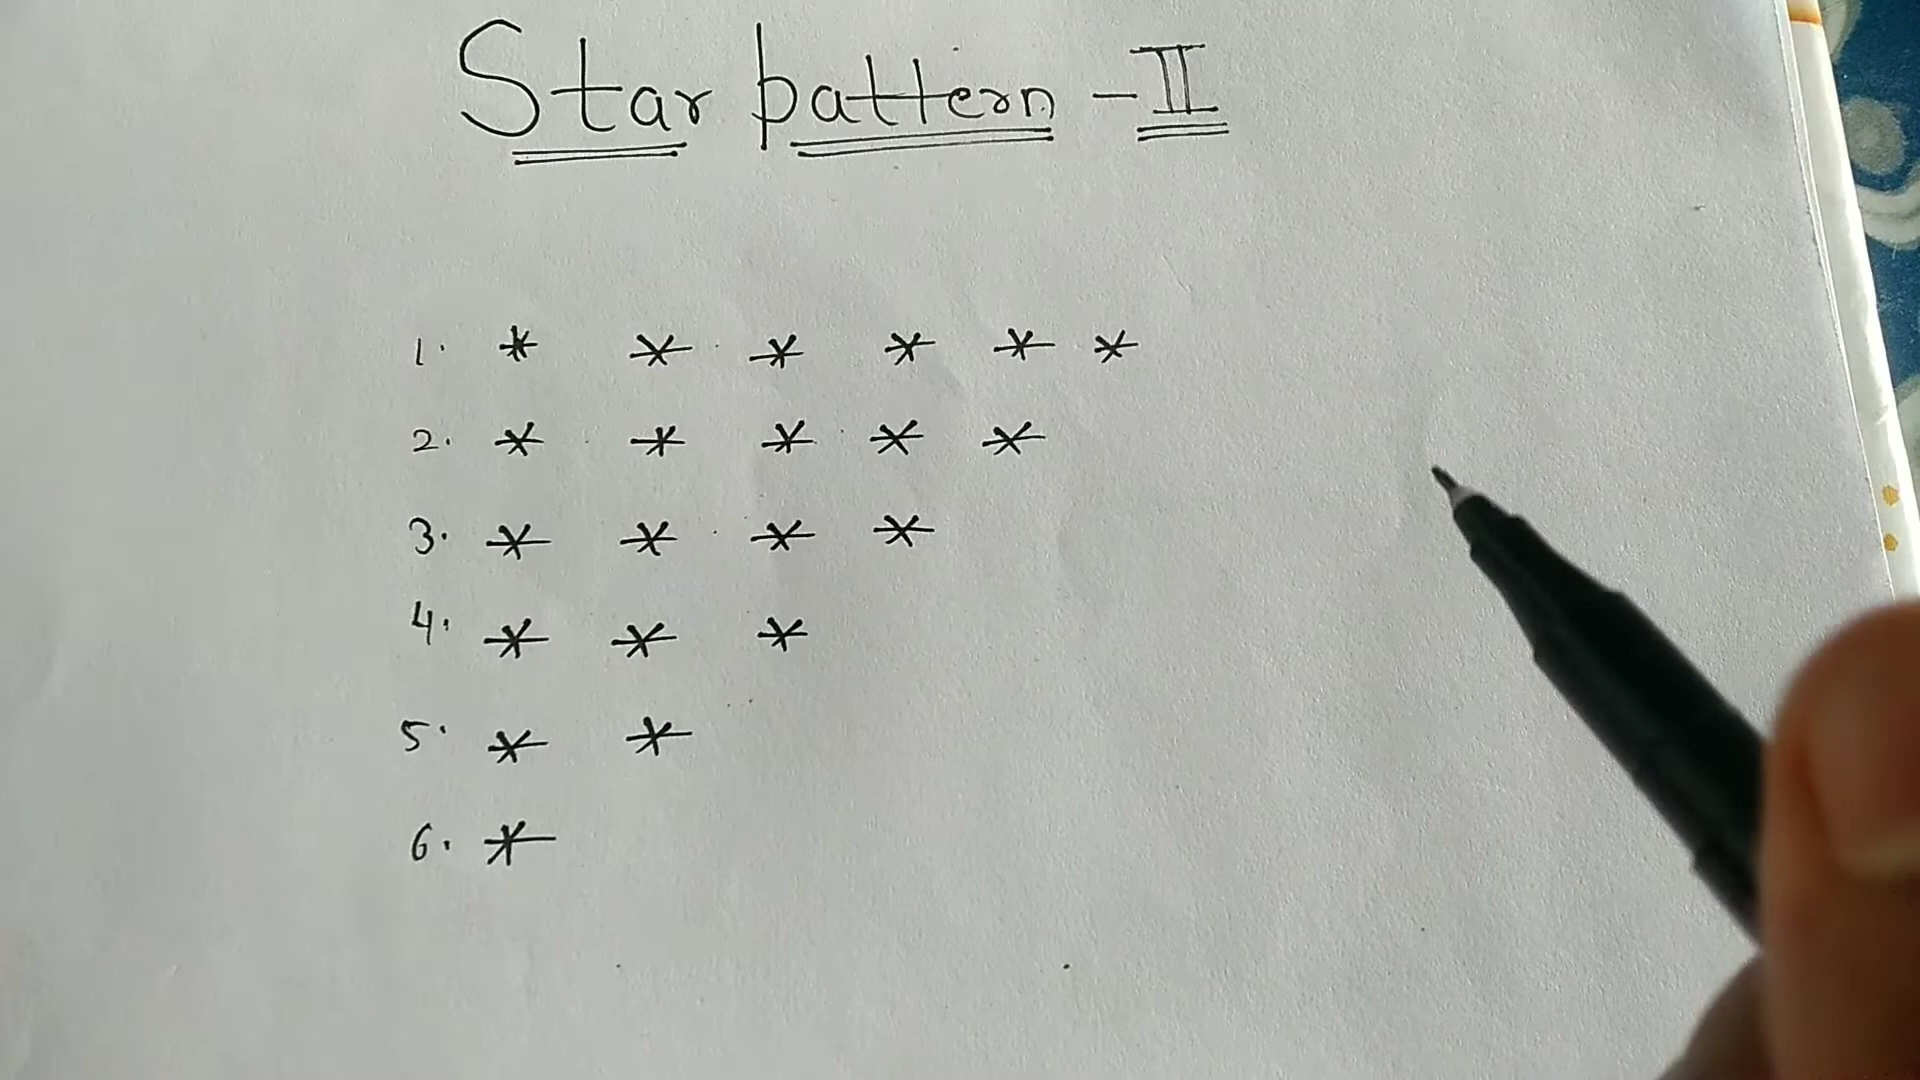 Star pattern - II
1. * * * * * *
2. * * * * *
3. * * * *
4. * * *
5. * *
6. *